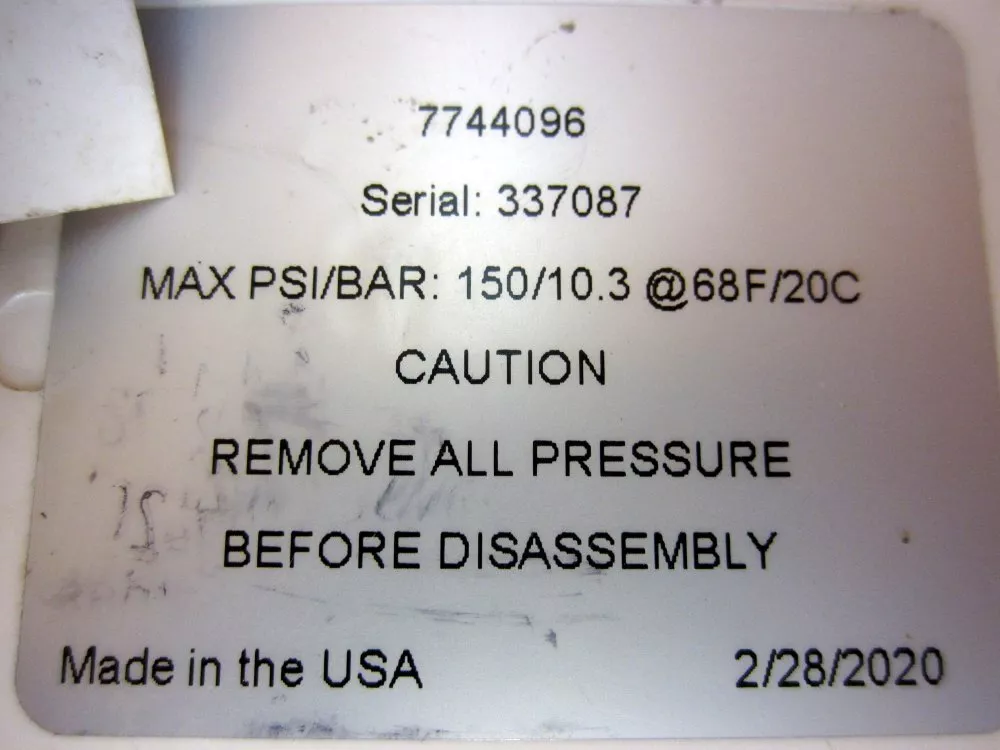 7744096
Serial: 337087
MAX PSI/BAR: 150/10.3 @68F/20C
CAUTION
REMOVE ALL PRESSURE
BEFORE DISASSEMBLY
Made in the USA 2/28/2020